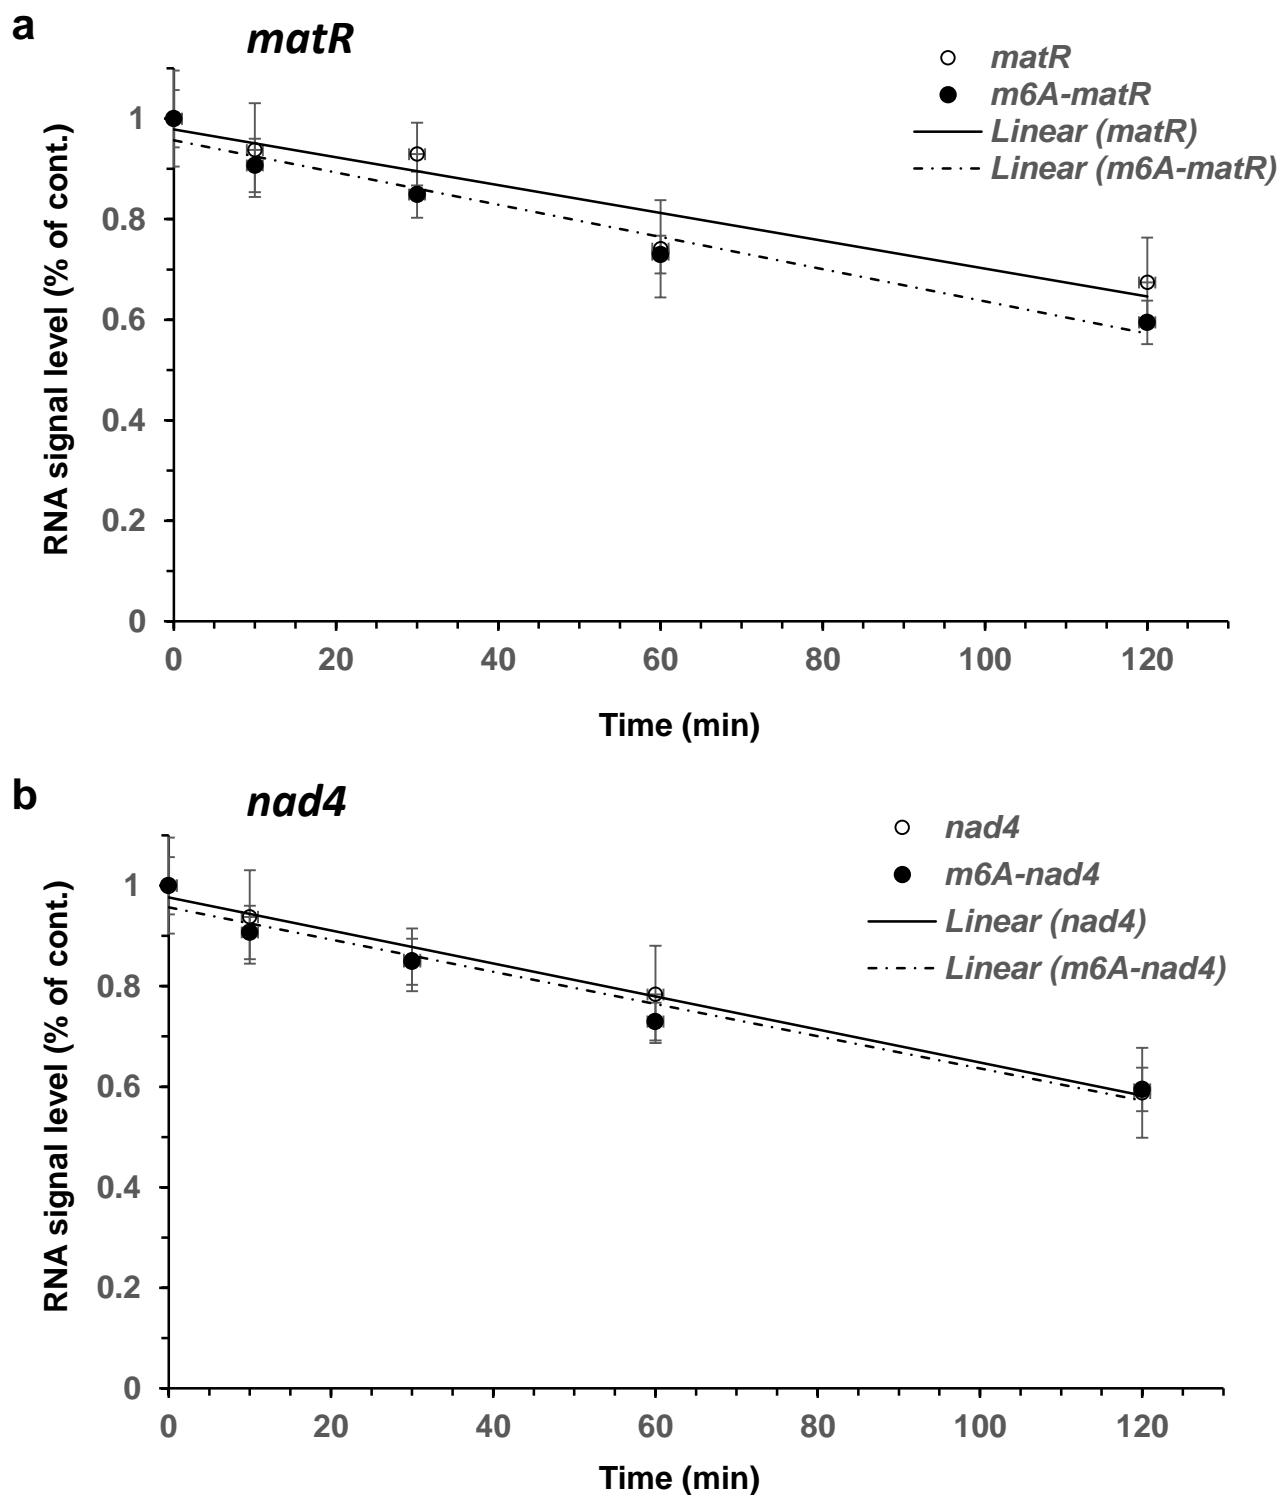 a
matR
matR
m6A-matR
Linear (matR)
Linear (m6A-matR)
RNA signal level (% of cont.)
1
0.8
0.6
0.4
0.2
0
0 20 40 60 80 100 120
Time (min)
b
nad4
nad4
m6A-nad4
Linear (nad4)
Linear (m6A-nad4)
RNA signal level (% of cont.)
1
0.8
0.6
0.4
0.2
0
0 20 40 60 80 100 120
Time (min)